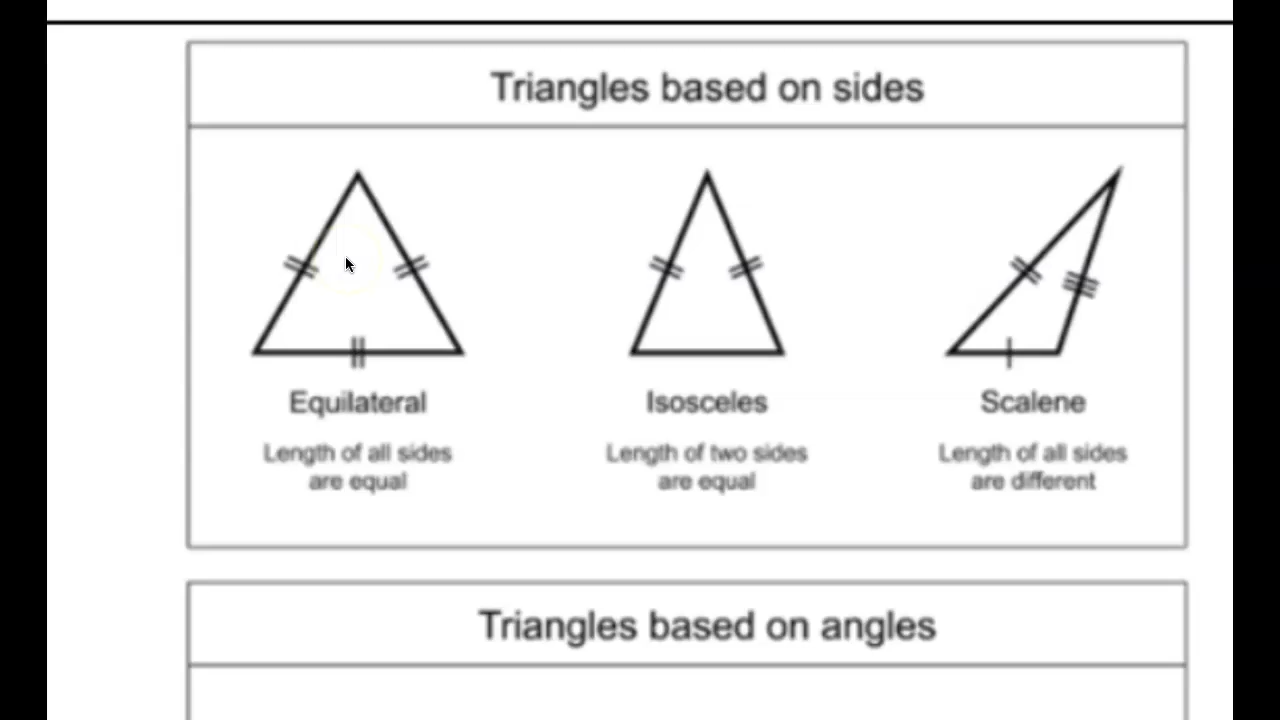 Triangles based on sides
Equilateral
Isosceles
Scalene
Length of all sides
are equal
Length of two sides
are equal
Length of all sides
are different
Triangles based on angles